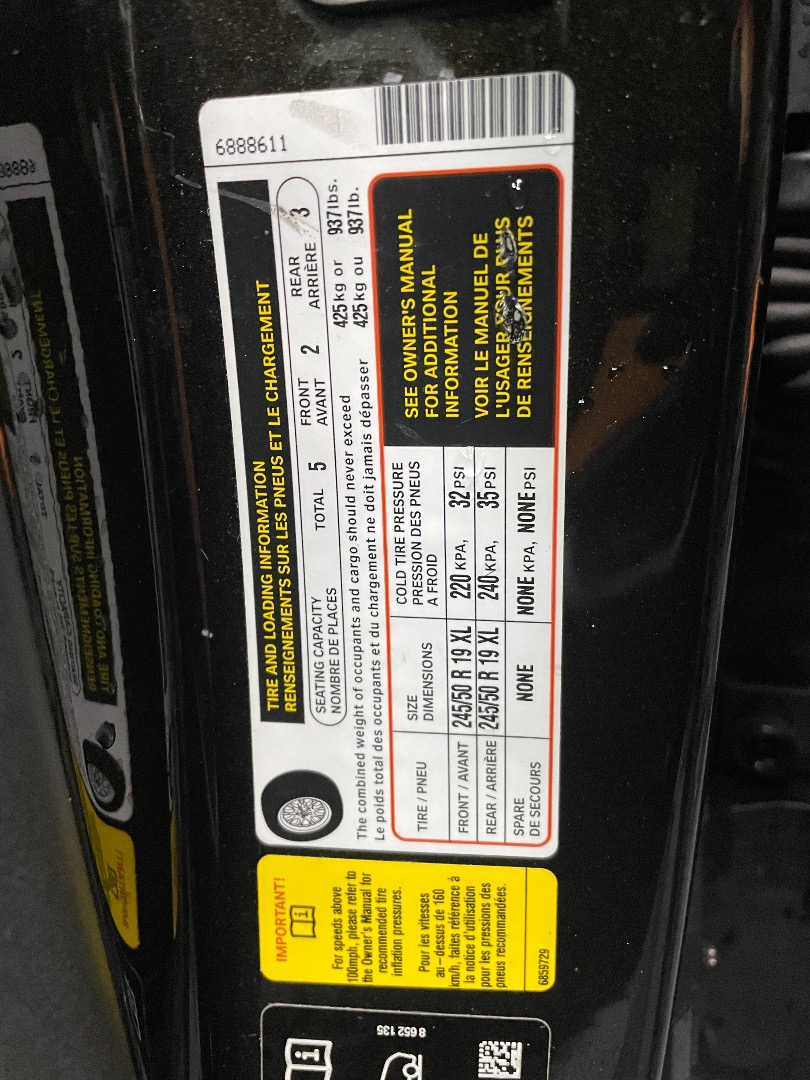 6888611
TIRE AND LOADING INFORMATION
RENSEIGNEMENTS SUR LES PNEUS ET LE CHARGEMENT
SEATING CAPACITY
NOMBRE DE PLACES
TOTAL 5
FRONT
AVANT
2
REAR
ARRIÈRE
3
The combined weight of occupants and cargo should never exceed 425kg or 937lbs.
Le poids total des occupants et du chargement ne doit jamais dépasser 425kg ou 937lb.
TIRE / PNEU
SIZE
DIMENSIONS
COLD TIRE PRESSURE
PRESSION DES PNEUS
A FROID
FRONT / AVANT 245/50 R 19 XL 220 KPA, 32 PSI
REAR / ARRIÈRE 245/50 R 19 XL 240 KPA, 35 PSI
SPARE
DE SECOURS
NONE
NONE KPA, NONE PSI
SEE OWNER'S MANUAL
FOR ADDITIONAL
INFORMATION
VOIR LE MANUEL DE
L'USAGER POUR PLUS
DE RENSEIGNEMENTS
IMPORTANT!
For speeds above
100mph, please refer to
the Owner's Manual for
recommended tire
inflation pressures.
Pour les vitesses
au-dessus de 160
km/h, faites référence à
la notice d'utilisation
pour les pressions des
pneus recommandées.
6859729
8 652 135